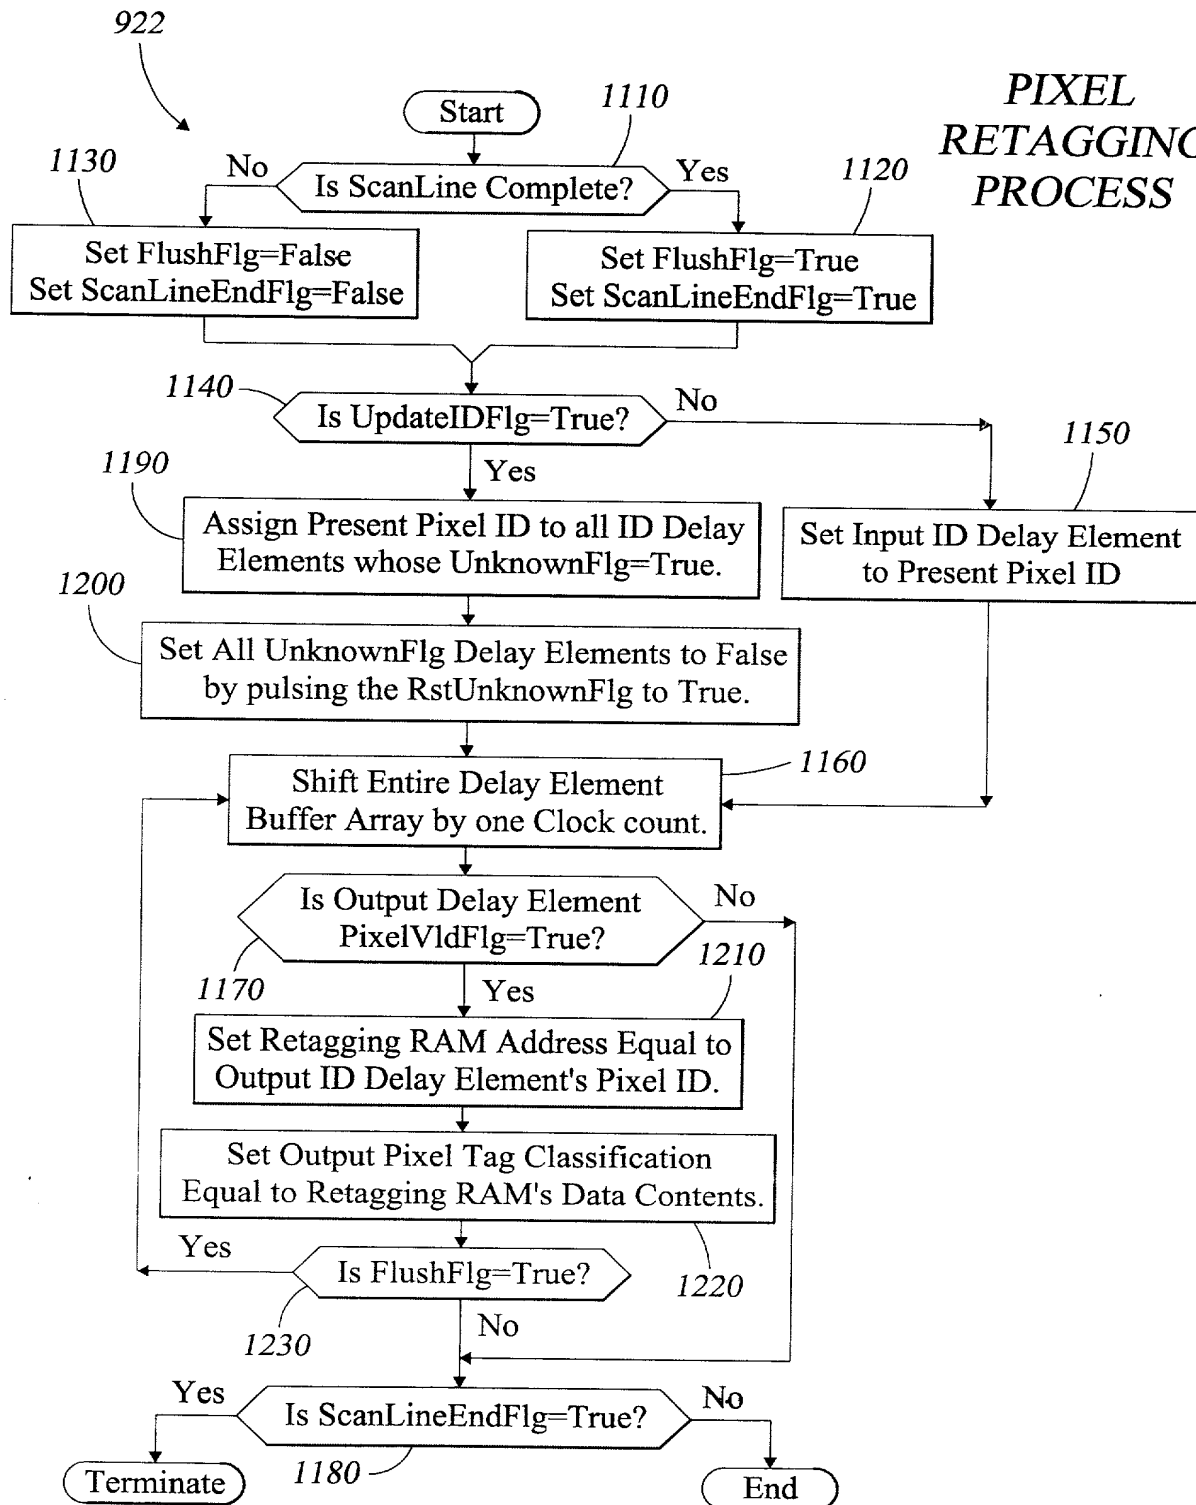 922
PIXEL
RETAGGING
PROCESS
Start
1110
1130
No
Is ScanLine Complete?
Yes
1120
Set FlushFlg=False
Set ScanLineEndFlg=False
Set FlushFlg=True
Set ScanLineEndFlg=True
1140
Is UpdateIDFlg=True?
No
1150
1190
Yes
Assign Present Pixel ID to all ID Delay
Elements whose UnknownFlg=True.
Set Input ID Delay Element
to Present Pixel ID
1200
Set All UnknownFlg Delay Elements to False
by pulsing the RstUnknownFlg to True.
1160
Shift Entire Delay Element
Buffer Array by one Clock count.
Is Output Delay Element
PixelVldFlg=True?
No
1170
Yes
1210
Set Retagging RAM Address Equal to
Output ID Delay Element's Pixel ID.
Set Output Pixel Tag Classification
Equal to Retagging RAM's Data Contents.
Yes
Is FlushFlg=True?
1220
1230
No
Yes
Is ScanLineEndFlg=True?
No
Terminate
1180
End